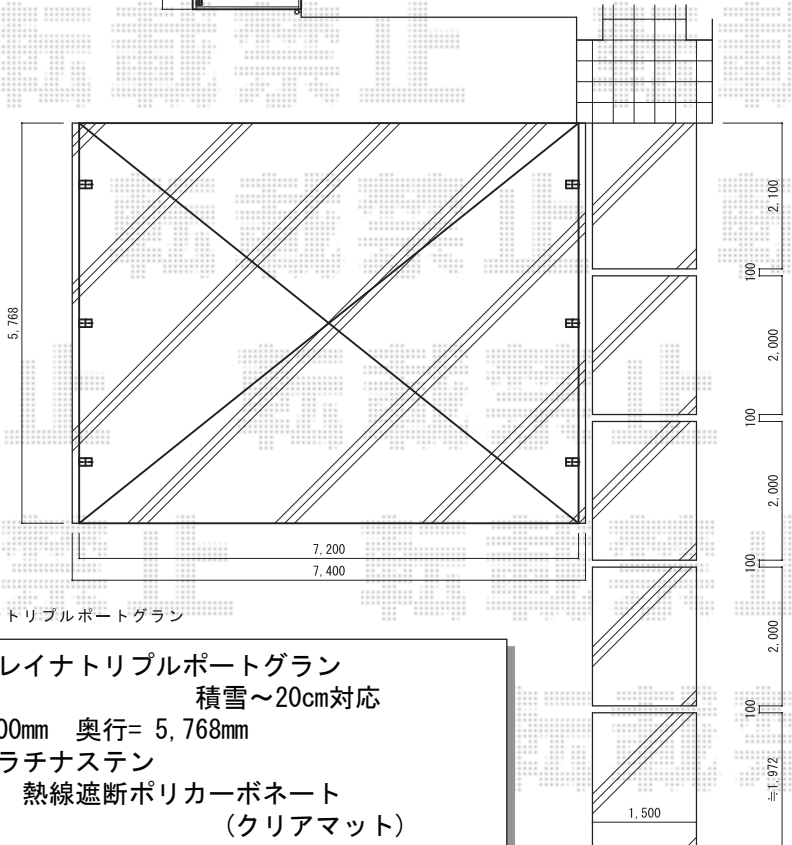 転載禁止
2,100
100
2,000
100
2,000
100
2,000
100
≒1,972
1,500
5,768
7,200
7,400
トリプルポートグラン
レイナトリプルポートグラン
積雪～20cm対応
00mm 奥行= 5,768mm
ラチナステン
熱線遮断ポリカーボネート
(クリアマット)